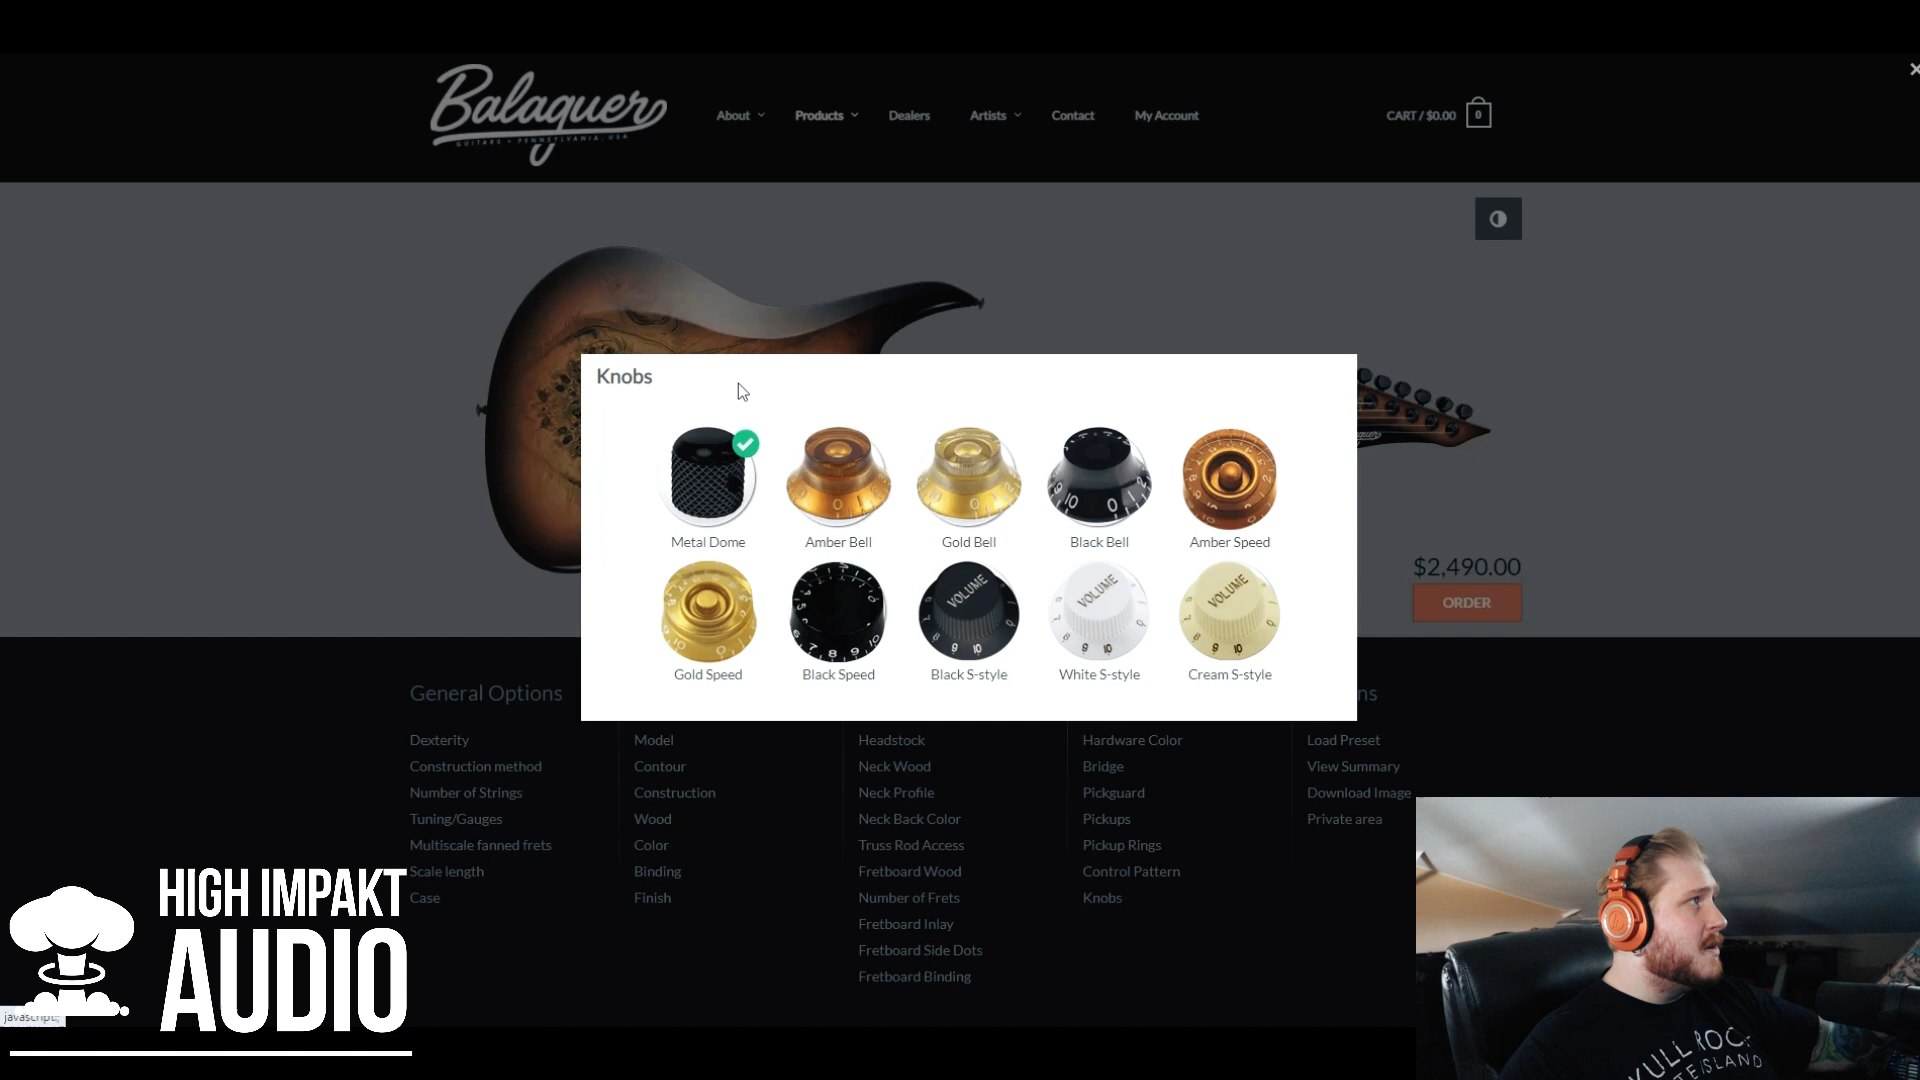 Balaguer
GUITARS • PENNSYLVANIA, USA
About
Products
Dealers
Artists
Contact
My Account
CART / $0.00
0
Knobs
Metal Dome
Amber Bell
Gold Bell
Black Bell
Amber Speed
Gold Speed
Black Speed
Black S-style
White S-style
Cream S-style
VOLUME
VOLUME
VOLUME
$2,490.00
ORDER
General Options
ns
Dexterity
Construction method
Number of Strings
Tuning/Gauges
Multiscale fanned frets
Scale length
Case
Model
Contour
Construction
Wood
Color
Binding
Finish
Headstock
Neck Wood
Neck Profile
Neck Back Color
Truss Rod Access
Fretboard Wood
Number of Frets
Fretboard Inlay
Fretboard Side Dots
Fretboard Binding
Hardware Color
Bridge
Pickguard
Pickups
Pickup Rings
Control Pattern
Knobs
Load Preset
View Summary
Download Image
Private area
HIGH IMPAKT
AUDIO
javascript:;